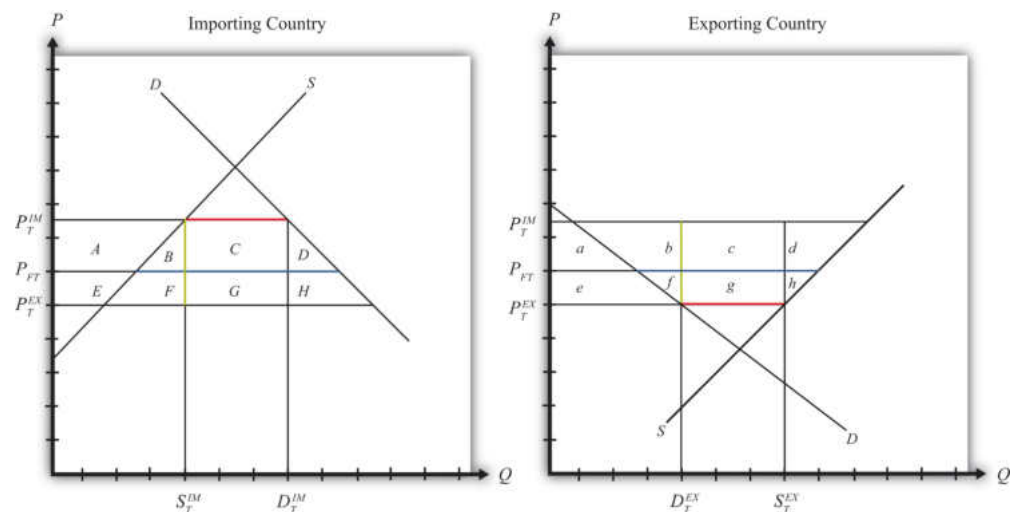 P
Importing Country
D
S
P_T^IM
A
B
C
D
P_FT
E
F
G
H
P_T^EX
Q
S_T^IM
D_T^IM
P
Exporting Country
P_T^IM
a
b
c
d
P_FT
e
f
g
h
P_T^EX
S
D
Q
D_T^EX
S_T^EX